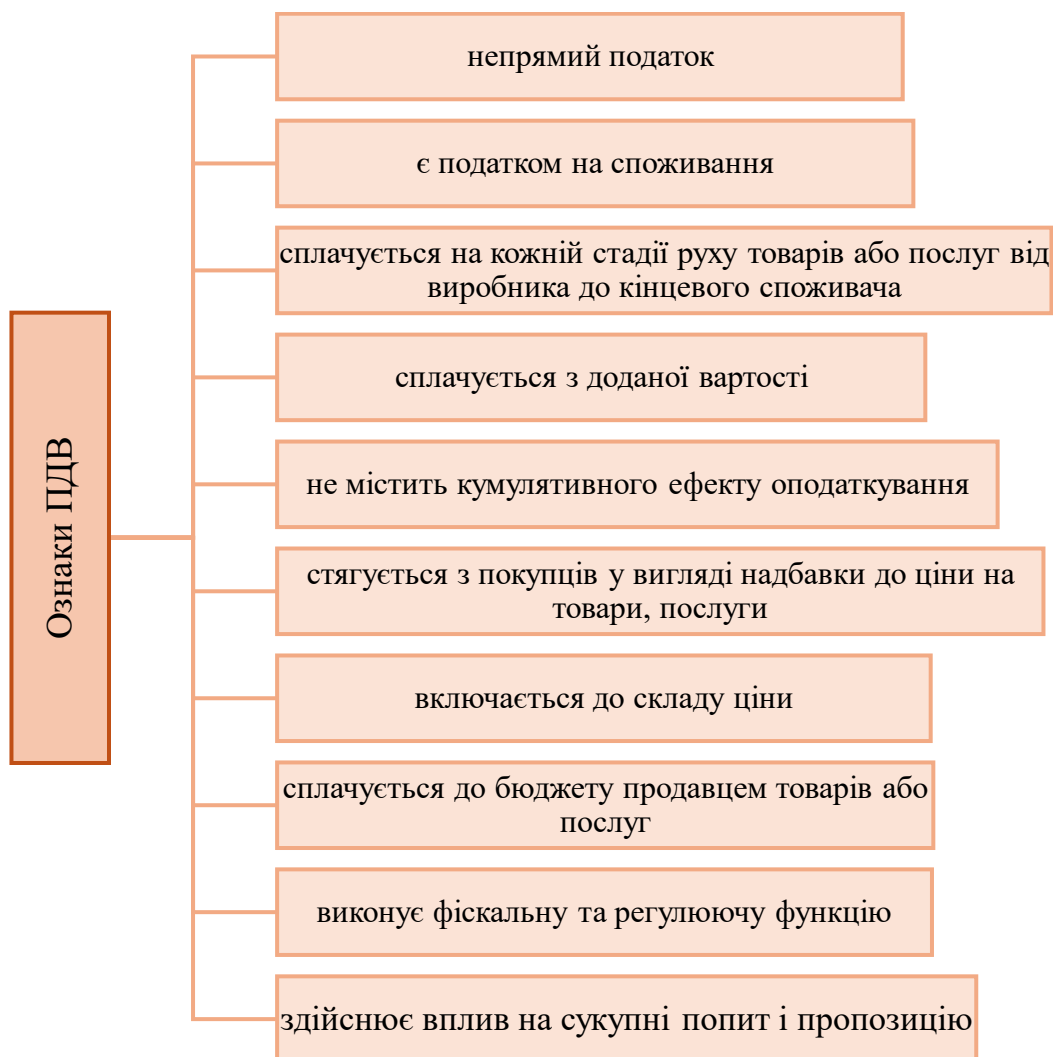 Ознаки ПДВ
непрямий податок
є податком на споживання
сплачується на кожній стадії руху товарів або послуг від
виробника до кінцевого споживача
сплачується з доданої вартості
не містить кумулятивного ефекту оподаткування
стягується з покупців у вигляді надбавки до ціни на
товари, послуги
включається до складу ціни
сплачується до бюджету продавцем товарів або
послуг
виконує фіскальну та регулюючу функцію
здійснює вплив на сукупні попит і пропозицію